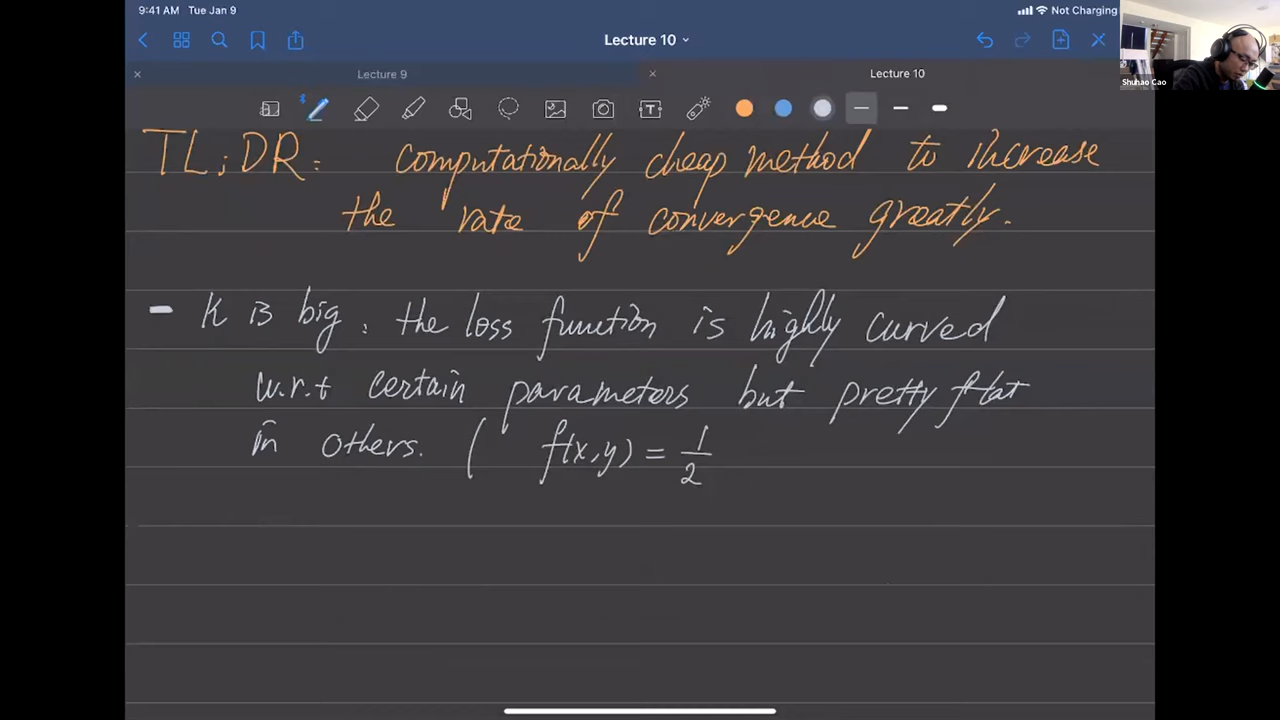 9:41 AM Tue Jan 9
Not Charging
Lecture 10
Shuhao Cao
Lecture 9
Lecture 10
TL;DR: computationally cheap method to increase
the rate of convergence greatly.
- K is big: the loss function is highly curved
w.r.t certain parameters but pretty flat
in others. ( f(x,y) = 1/2